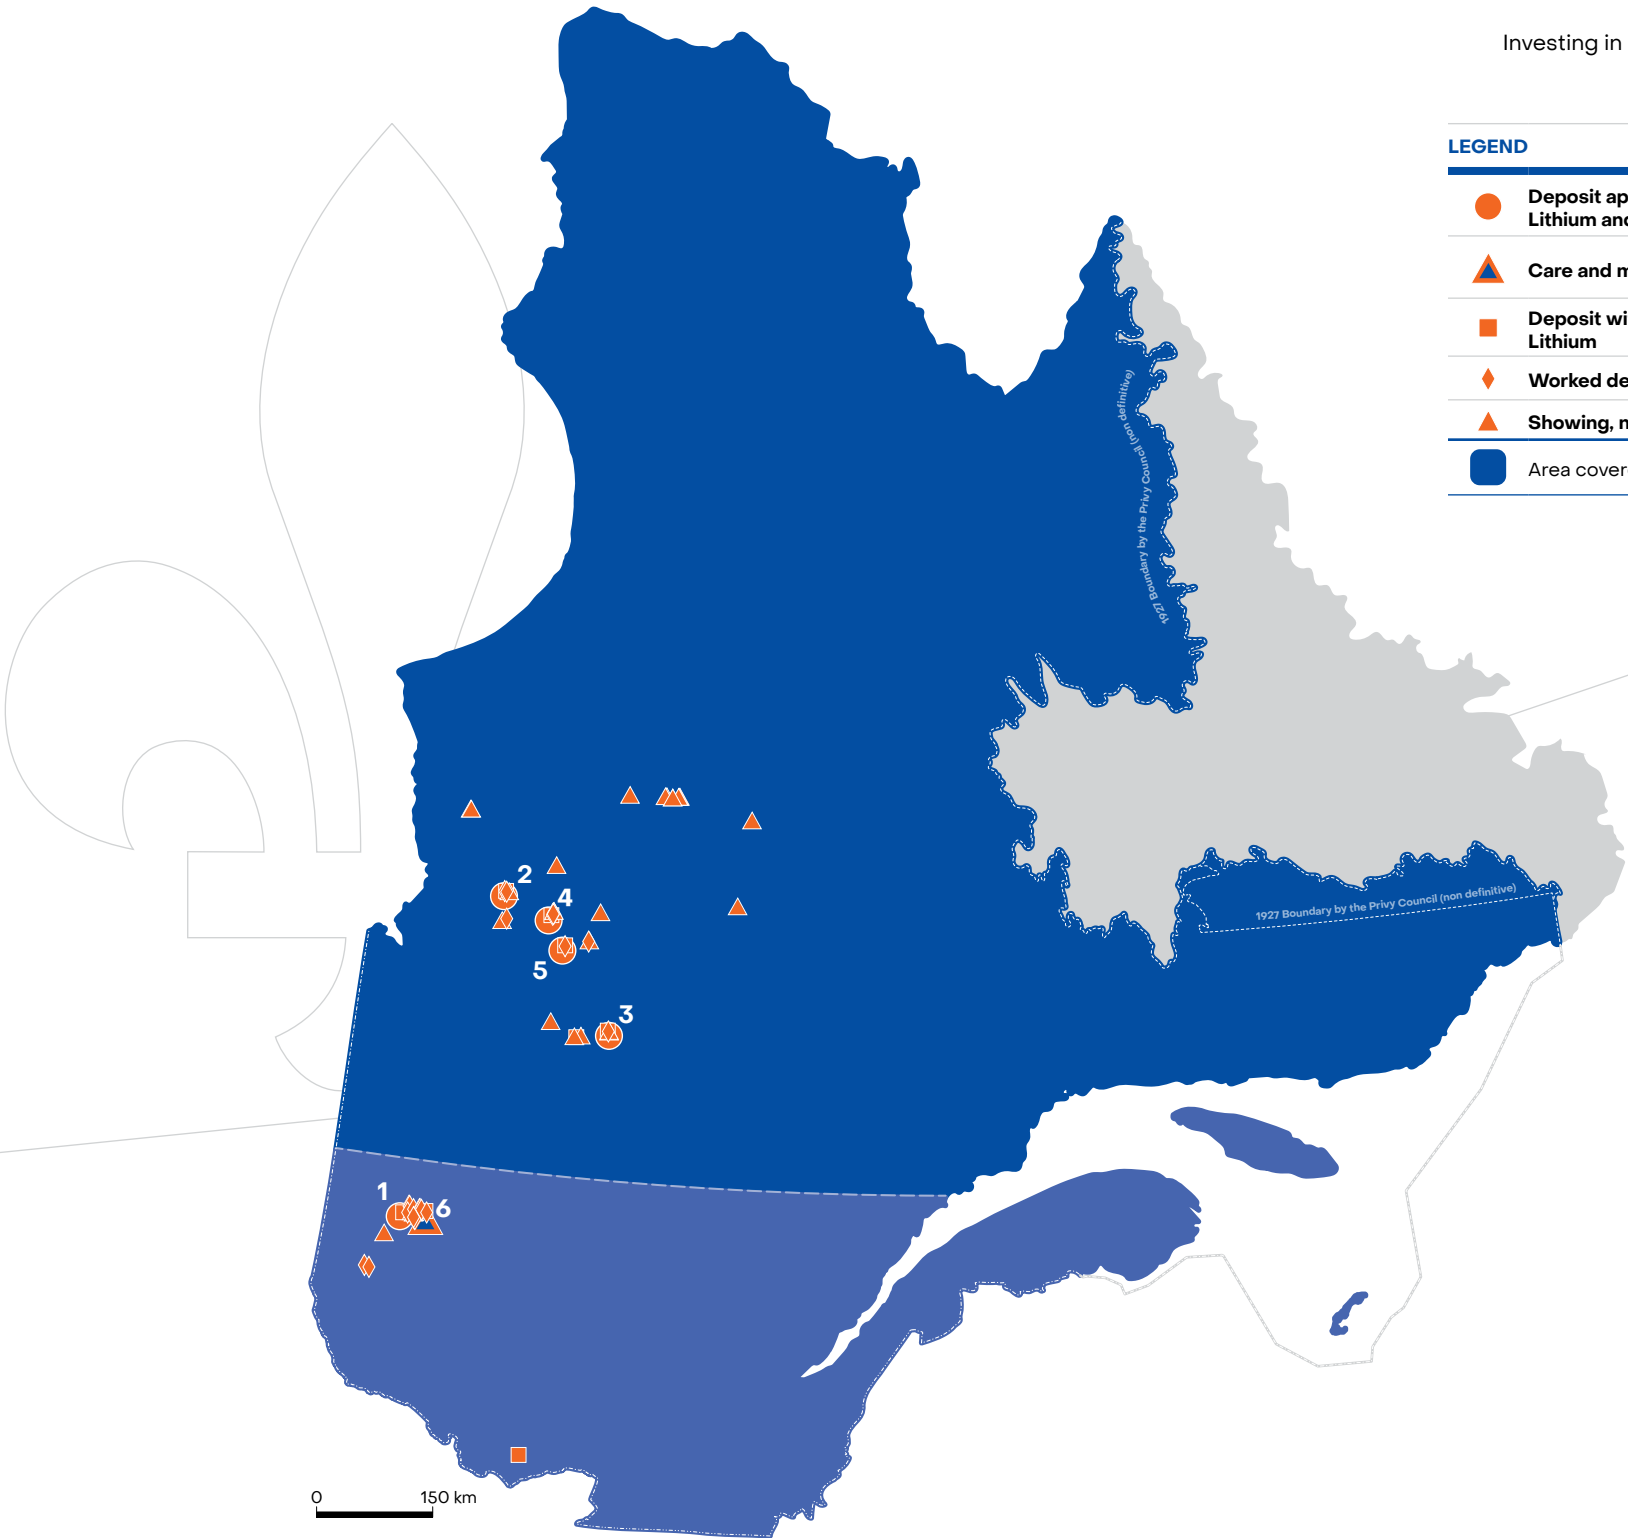 Investing in
LEGEND
Deposit ap
Lithium and
Care and m
Deposit wi
Lithium
Worked de
Showing, n
Area cover
1927 Boundary by the Privy Council (non definitive)
1927 Boundary by the Privy Council (non definitive)
2
4
5
3
1
6
0 150 km